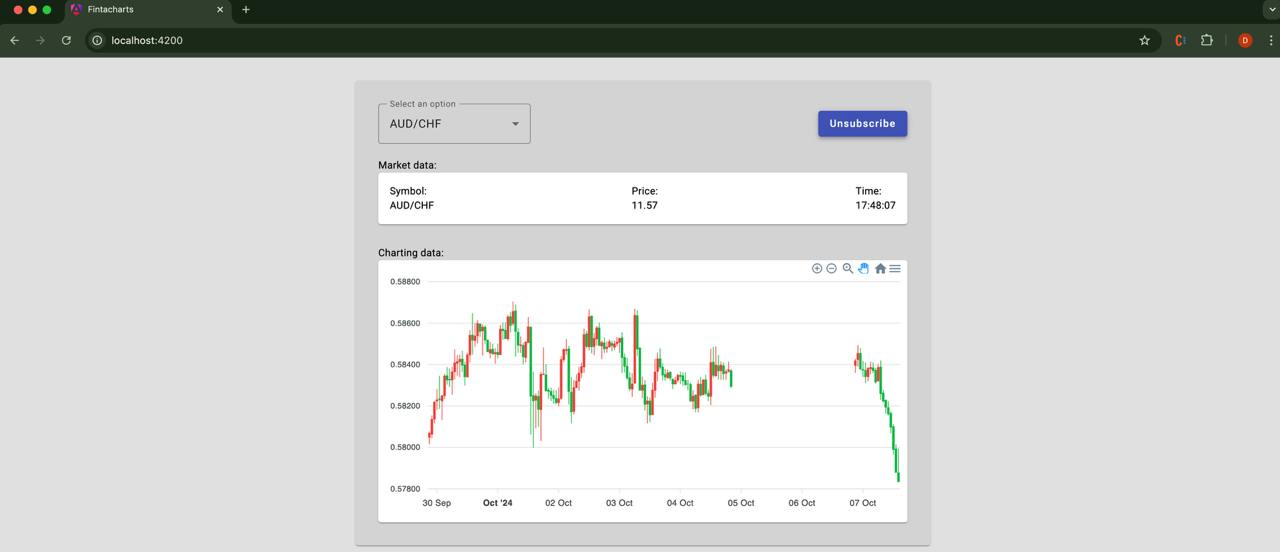 Fintacharts
localhost:4200
D
Select an option
AUD/CHF
Unsubscribe
Market data:
Symbol: Price: Time:
AUD/CHF 11.57 17:48:07
Charting data:
0.58800
0.58600
0.58400
0.58200
0.58000
0.57800
30 Sep Oct '24 02 Oct 03 Oct 04 Oct 05 Oct 06 Oct 07 Oct